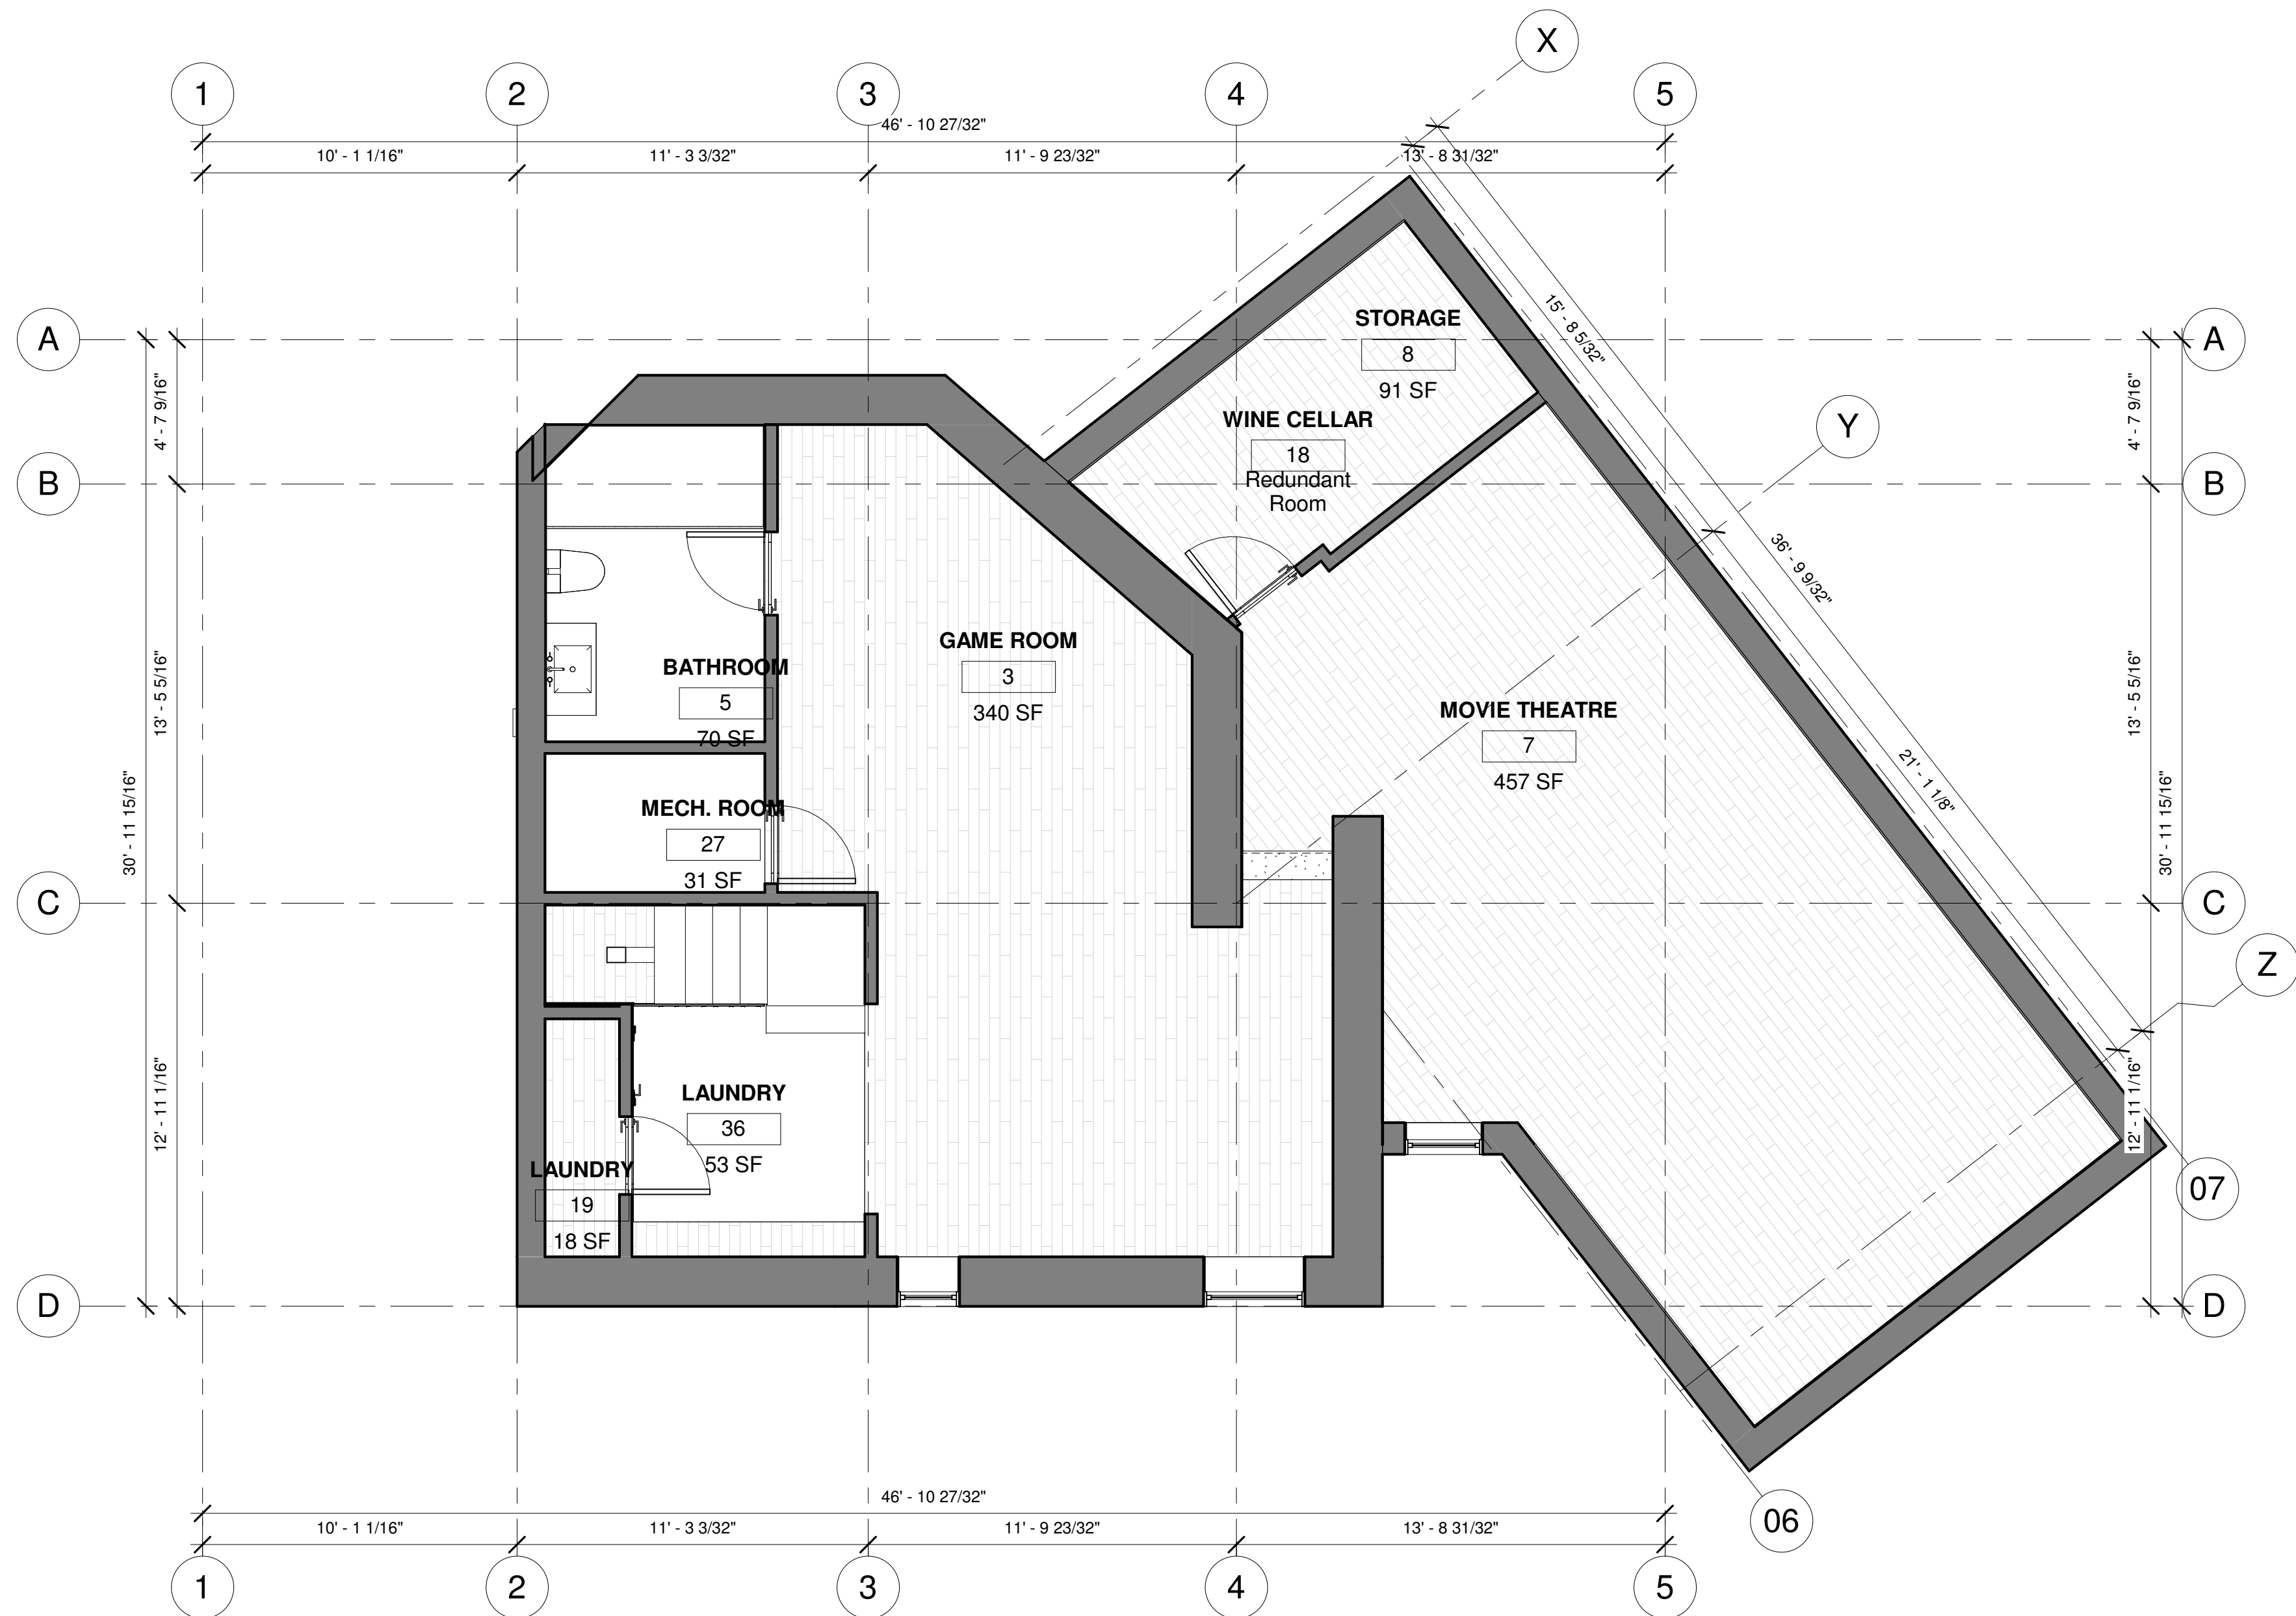 X
1
2
3
4
5
46' - 10 27/32"
10' - 1 1/16"
11' - 3 3/32"
11' - 9 23/32"
13' - 8 31/32"
A
A
B
B
C
C
D
D
Y
Z
07
06
4' - 7 9/16"
13' - 5 5/16"
12' - 11 1/16"
30' - 11 15/16"
15' - 8 5/32"
36' - 9 9/32"
21' - 1 1/8"
4' - 7 9/16"
13' - 5 5/16"
30' - 11 15/16"
12' - 11 1/16"
STORAGE
8
91 SF
WINE CELLAR
18
Redundant
Room
GAME ROOM
3
340 SF
BATHROOM
5
70 SF
MOVIE THEATRE
7
457 SF
MECH. ROOM
27
31 SF
LAUNDRY
36
53 SF
LAUNDRY
19
18 SF
46' - 10 27/32"
10' - 1 1/16"
11' - 3 3/32"
11' - 9 23/32"
13' - 8 31/32"
1
2
3
4
5